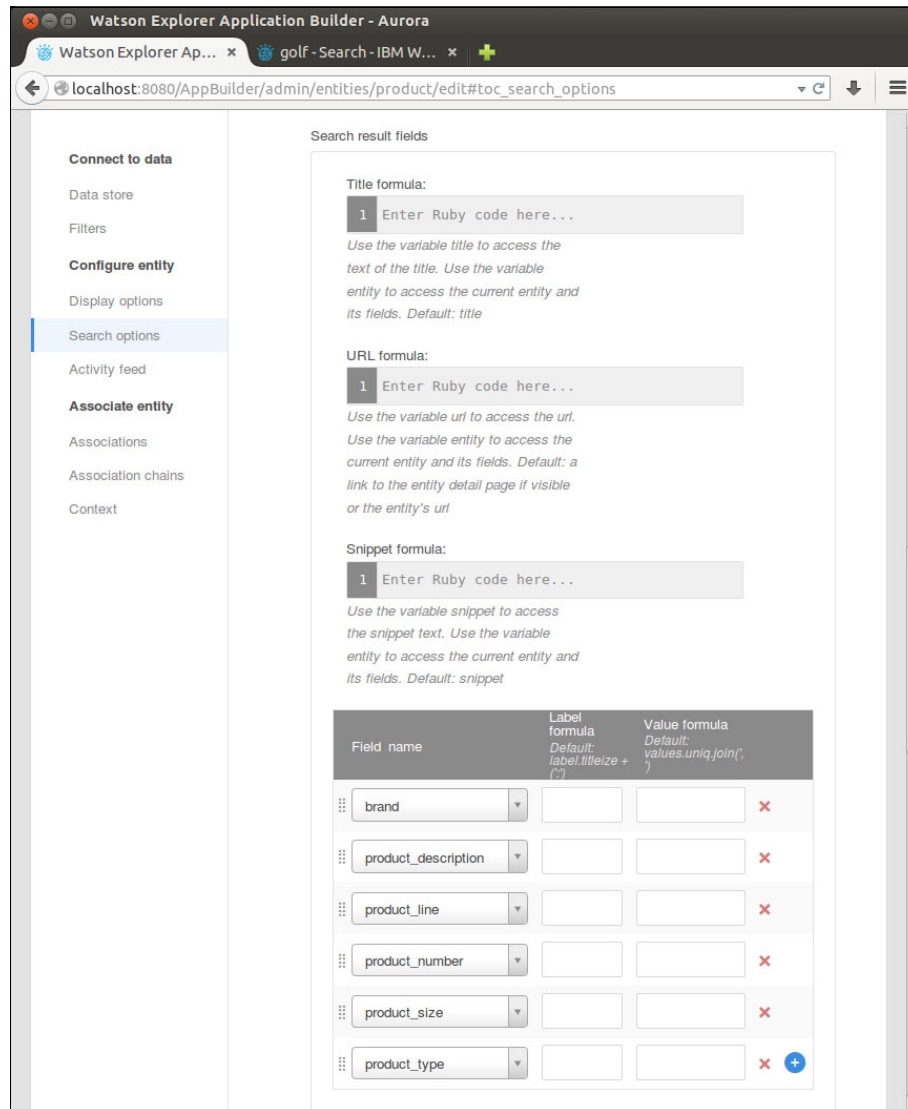 Watson Explorer Application Builder - Aurora
Watson Explorer Ap... × golf - Search - IBM W... ×
localhost:8080/AppBuilder/admin/entities/product/edit#toc_search_options
Connect to data
Data store
Filters
Configure entity
Display options
Search options
Activity feed
Associate entity
Associations
Association chains
Context
Search result fields
Title formula:
1 Enter Ruby code here...
Use the variable title to access the
text of the title. Use the variable
entity to access the current entity and
its fields. Default: title
URL formula:
1 Enter Ruby code here...
Use the variable url to access the url.
Use the variable entity to access the
current entity and its fields. Default: a
link to the entity detail page if visible
or the entity's url
Snippet formula:
1 Enter Ruby code here...
Use the variable snippet to access
the snippet text. Use the variable
entity to access the current entity and
its fields. Default: snippet
Field name
Label
formula
Default:
label.titleize +
(':')
Value formula
Default:
values.uniq.join(',
')
brand
product_description
product_line
product_number
product_size
product_type